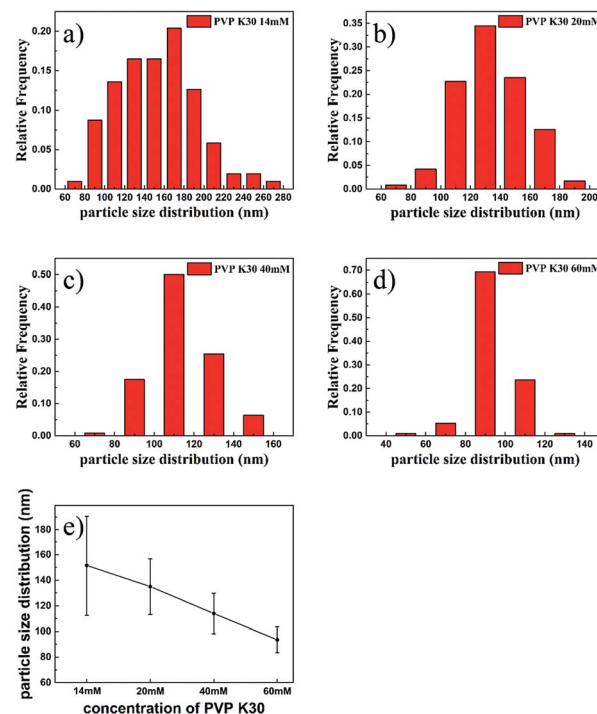 a)
PVP K30 14mM
Relative Frequency
0.20
0.15
0.10
0.05
0.00
60 80 100 120 140 160 180 200 220 240 260 280
particle size distribution (nm)
b)
PVP K30 20mM
Relative Frequency
0.35
0.30
0.25
0.20
0.15
0.10
0.05
0.00
60 80 100 120 140 160 180 200
particle size distribution (nm)
c)
PVP K30 40mM
Relative Frequency
0.50
0.40
0.30
0.20
0.10
0.00
60 80 100 120 140 160
particle size distribution (nm)
d)
PVP K30 60mM
Relative Frequency
0.70
0.60
0.50
0.40
0.30
0.20
0.10
0.00
40 60 80 100 120 140
particle size distribution (nm)
e)
particle size distribution (nm)
180
160
140
120
100
80
60
14mM 20mM 40mM 60mM
concentration of PVP K30